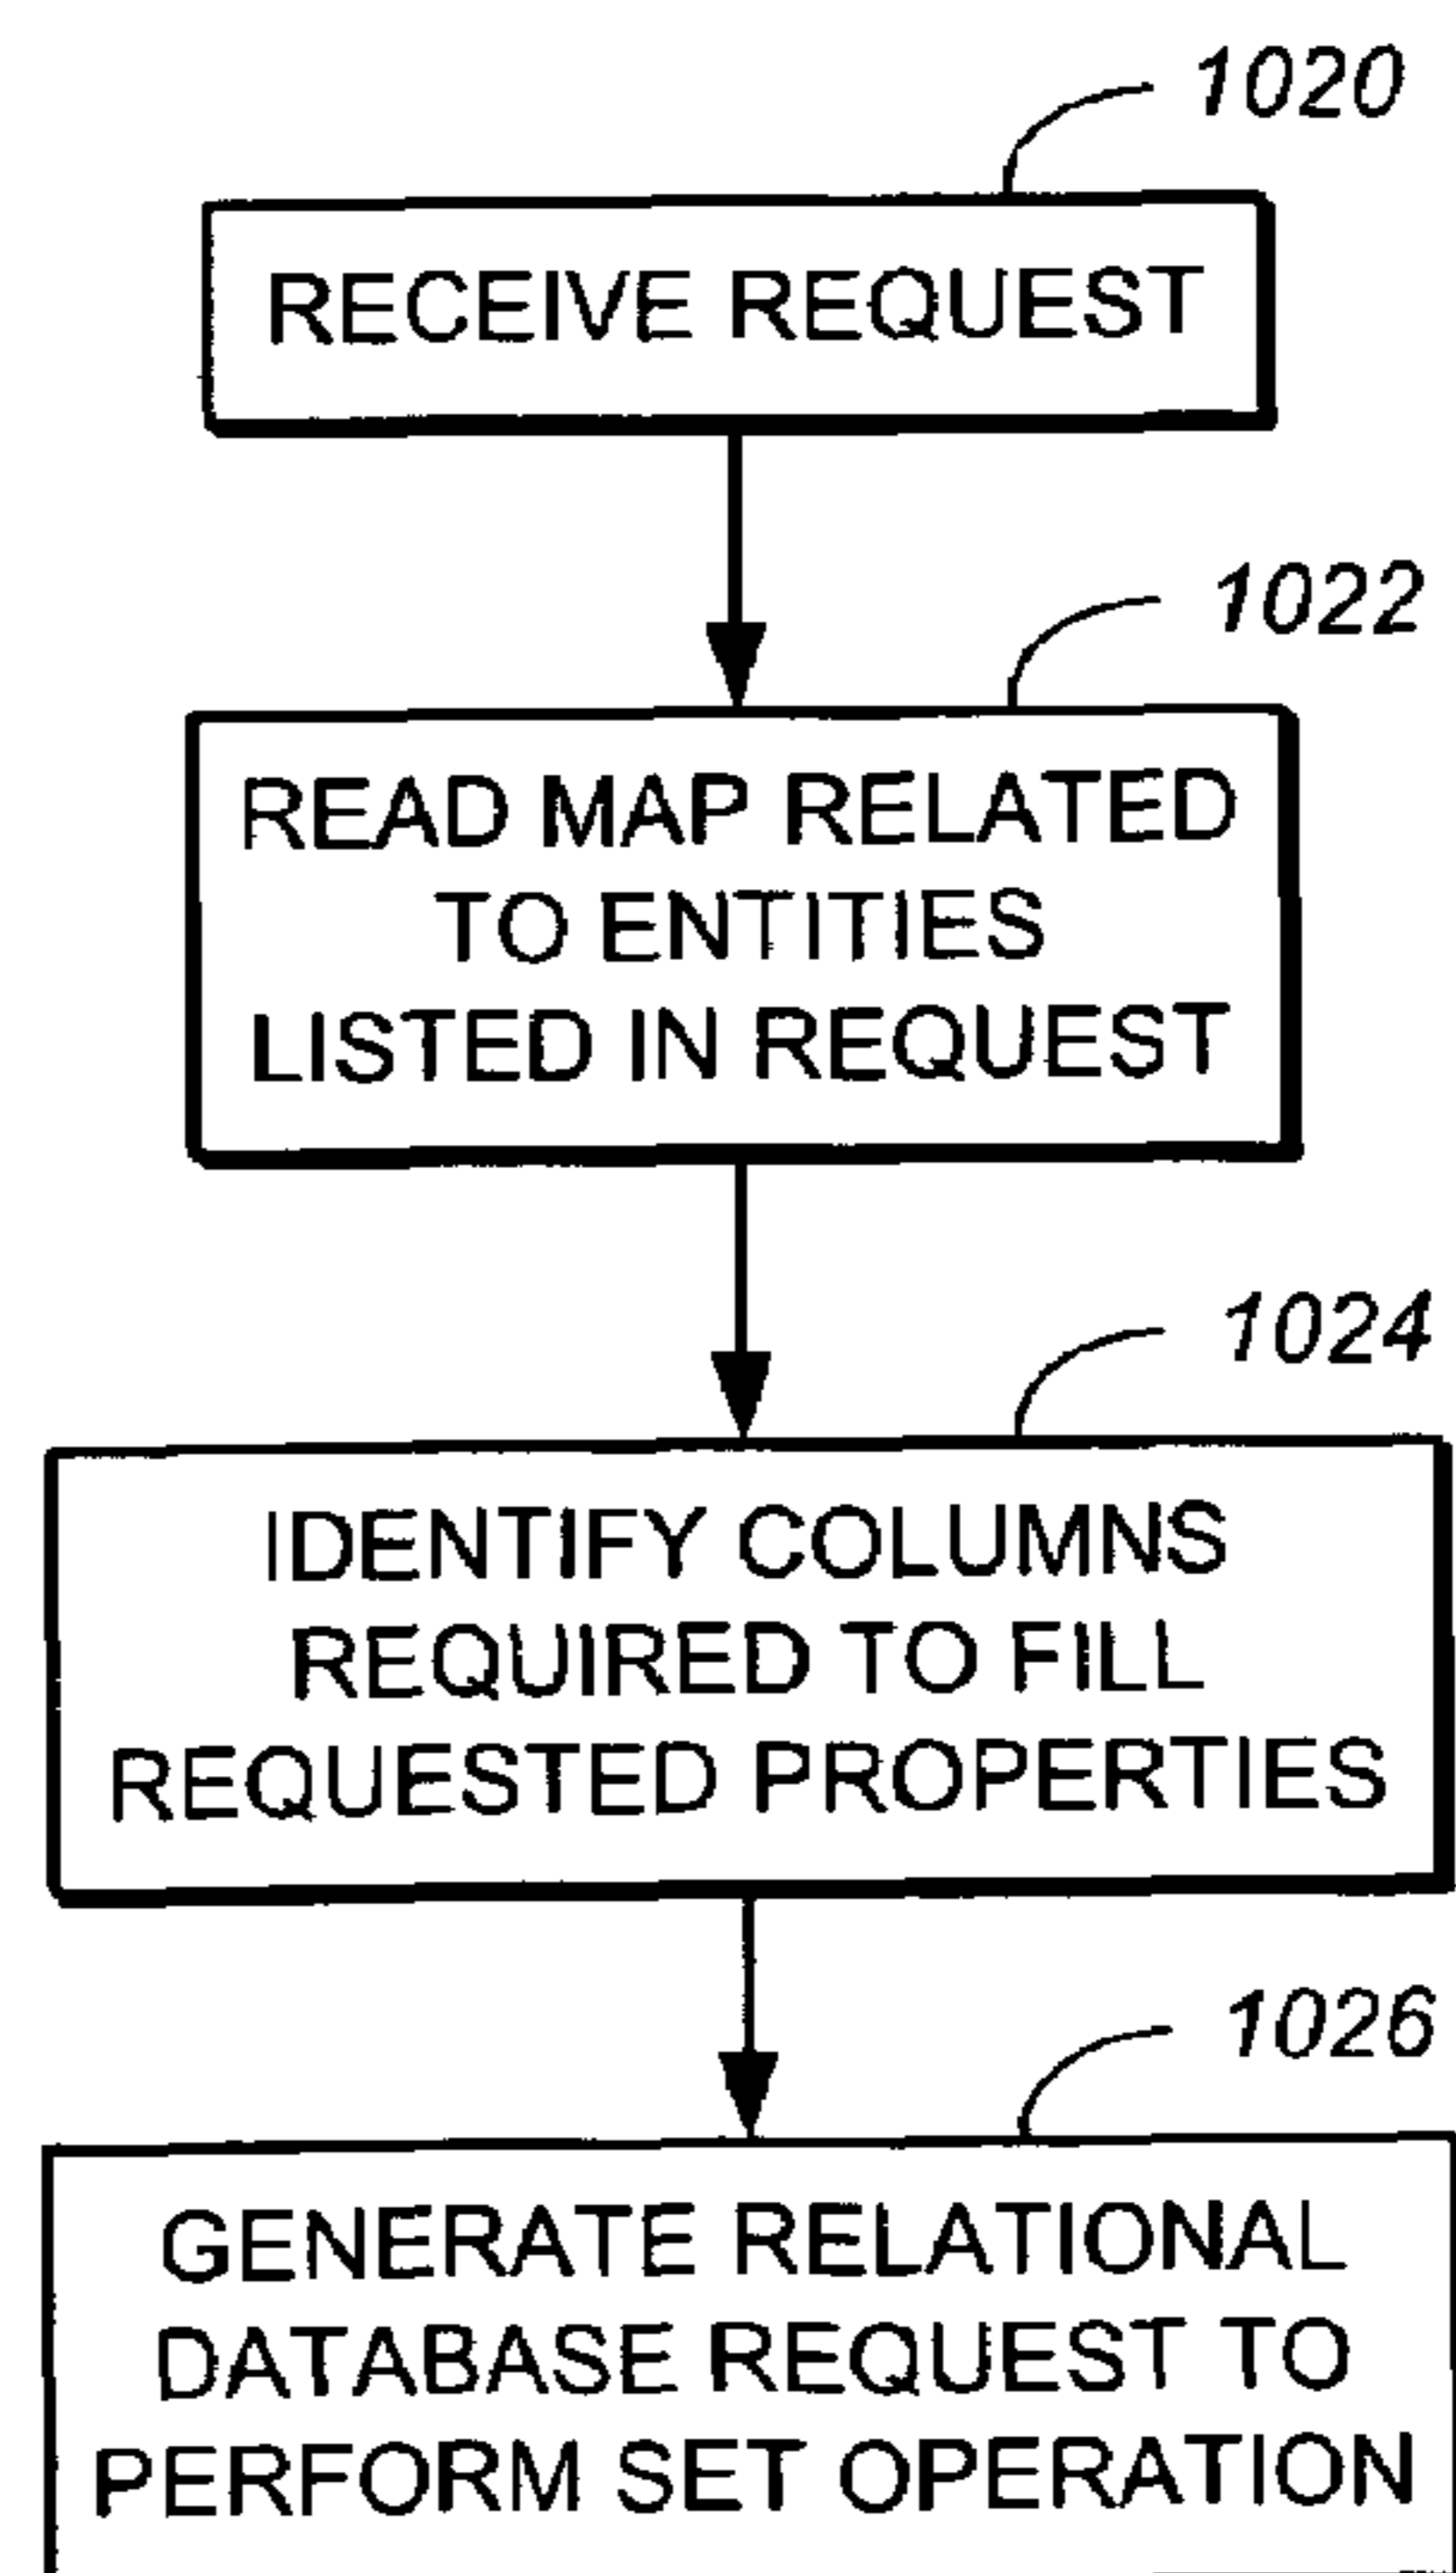 1020
RECEIVE REQUEST
1022
READ MAP RELATED
TO ENTITIES
LISTED IN REQUEST
1024
IDENTIFY COLUMNS
REQUIRED TO FILL
REQUESTED PROPERTIES
1026
GENERATE RELATIONAL
DATABASE REQUEST TO
PERFORM SET OPERATION